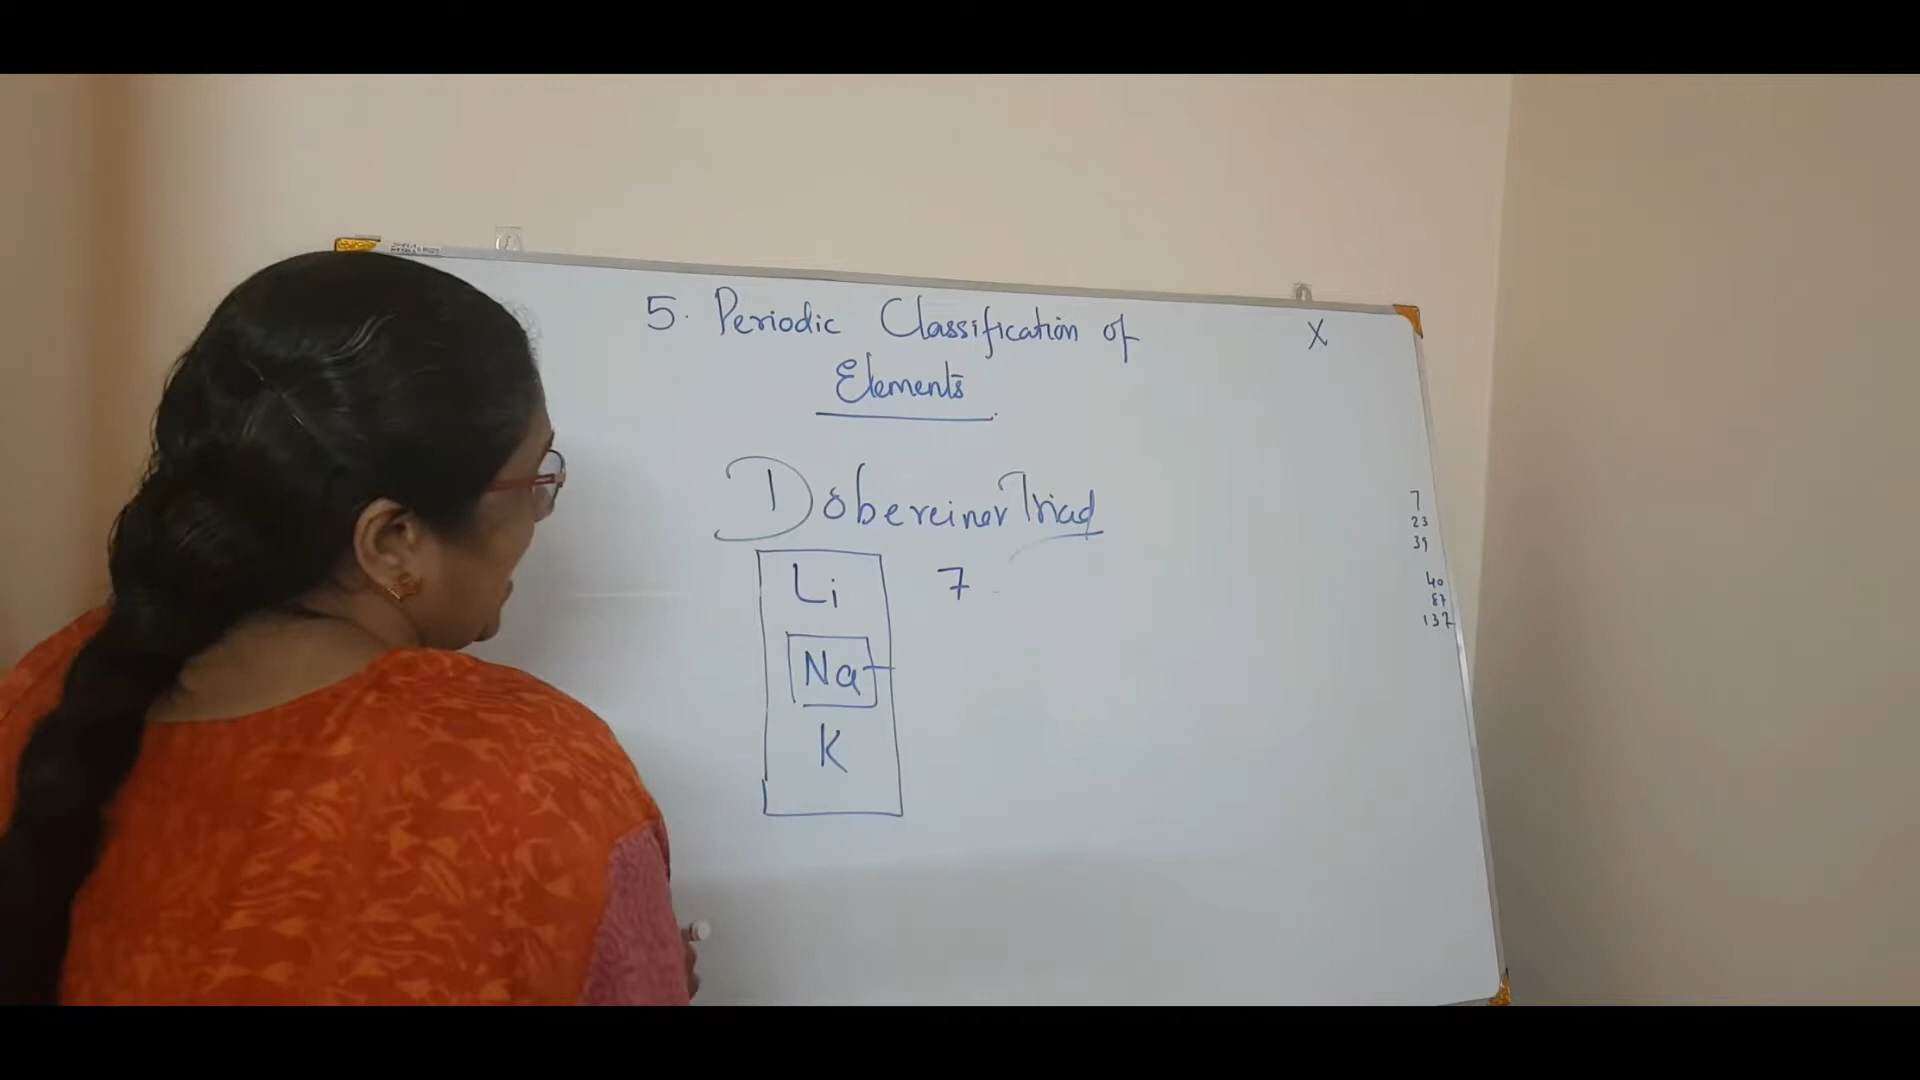 5. Periodic Classification of
Elements
X
Dobereiner Triad
Li 7
Na
K
7
23
39
40
87
137